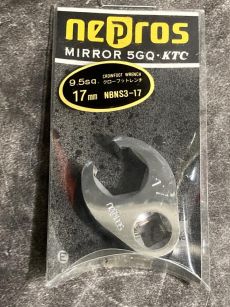 nepros
MIRROR 5GQ・KTC
9.5sq. CROWFOOT WRENCH
クローフットレンチ
17mm NBNS3-17
nepros